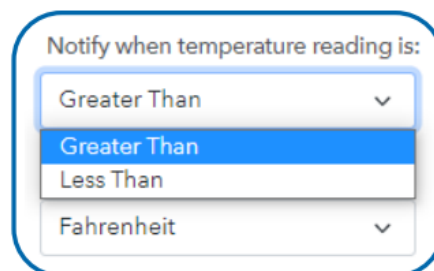 Notify when temperature reading is:
Greater Than
Greater Than
Less Than
Fahrenheit